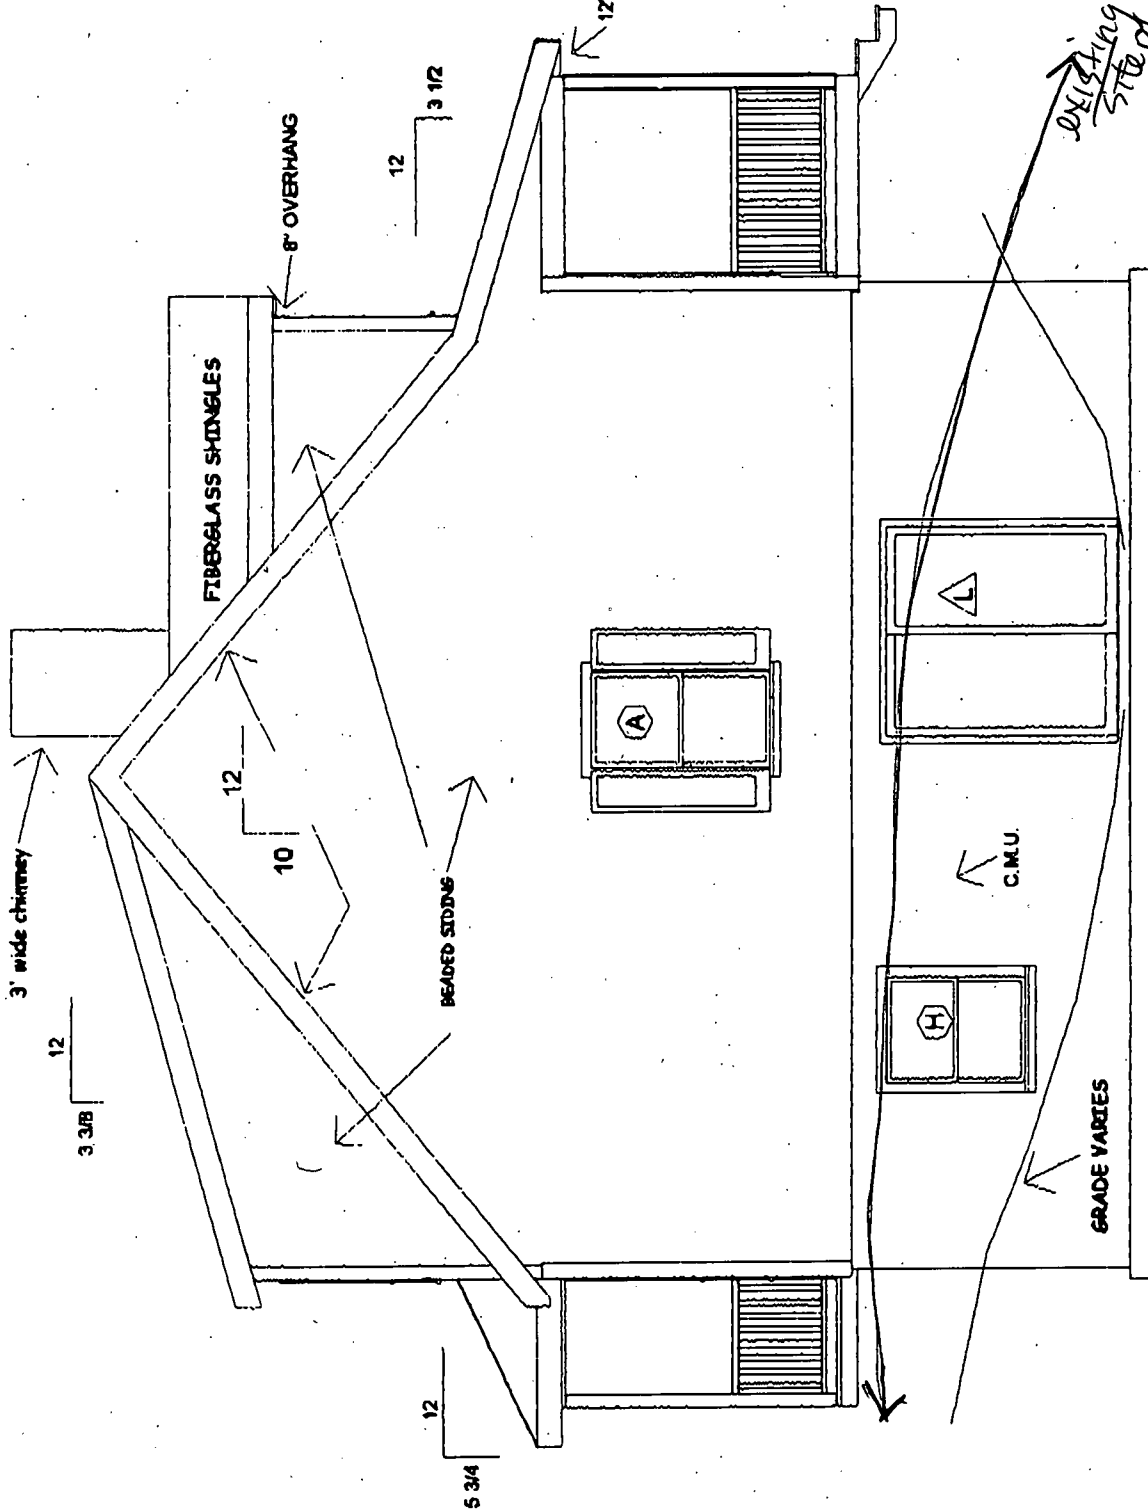 3' wide chimney
12
3 3/8
FIBERGLASS SHINGLES
8" OVERHANG
12
3 1/2
12"
12
10
BEADED SIDING
12
5 3/4
A
H
L
C.M.U.
GRADE VARIES
existing
site